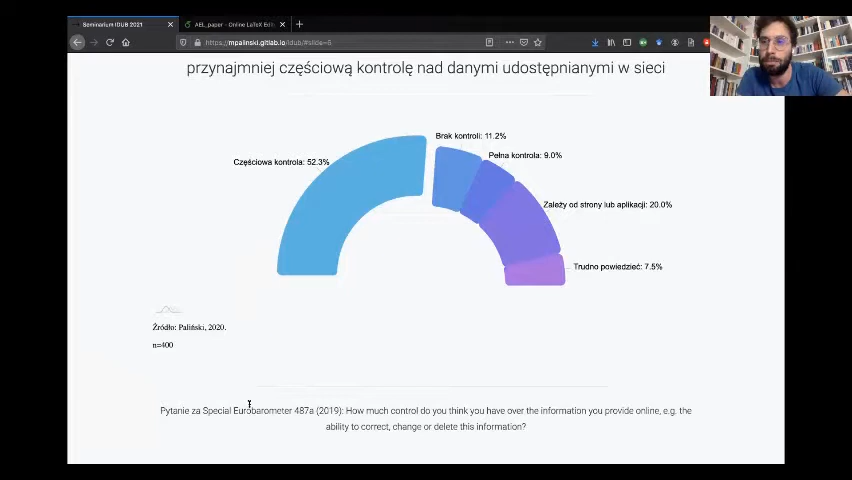 Seminarium IDUB 2021
AEL_paper - Online LaTeX Edit
https://mpalinski.gitlab.io/idub/#slide=6
przynajmniej częściową kontrolę nad danymi udostępnianymi w sieci
Brak kontroli: 11.2%
Pełna kontrola: 9.0%
Częściowa kontrola: 52.3%
Zależy od strony lub aplikacji: 20.0%
Trudno powiedzieć: 7.5%
Źródło: Paliński, 2020.
n=400
Pytanie za Special Eurobarometer 487a (2019): How much control do you think you have over the information you provide online, e.g. the
ability to correct, change or delete this information?